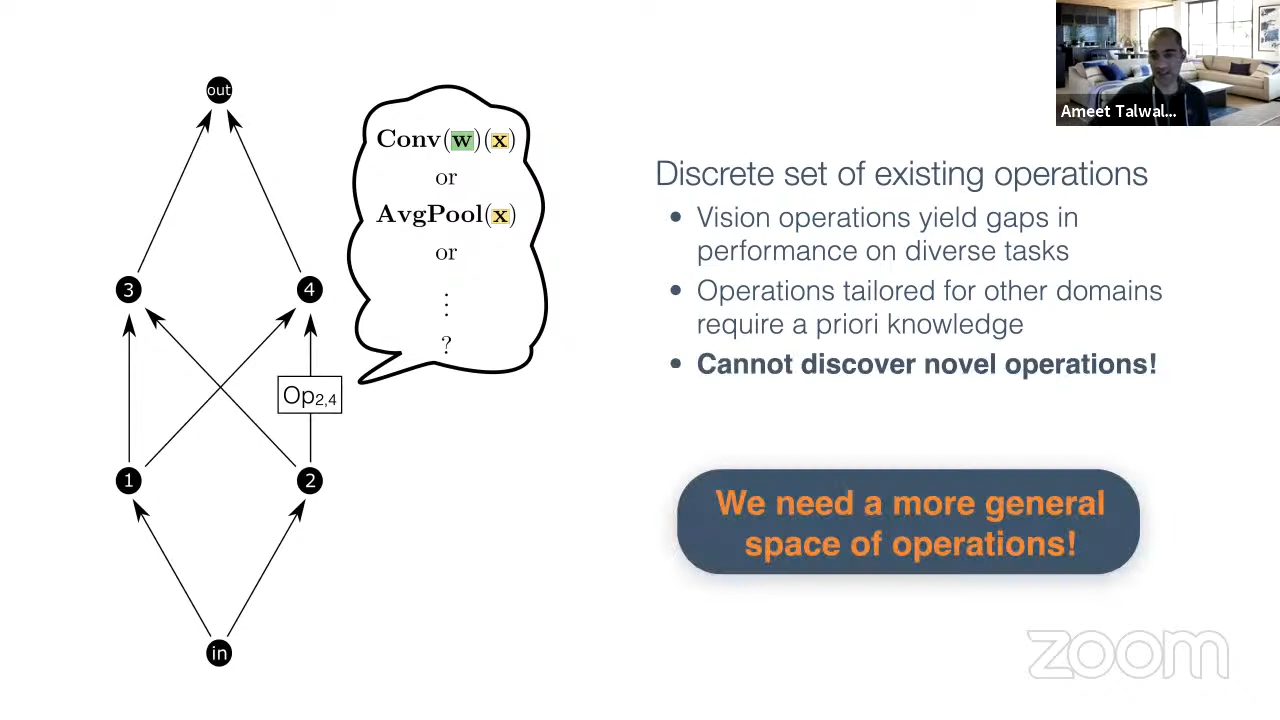 Ameet Talwal...
out
3
4
Op2,4
1
2
in
Conv(w)(x)
or
AvgPool(x)
or
⋮
?
Discrete set of existing operations
• Vision operations yield gaps in
performance on diverse tasks
• Operations tailored for other domains
require a priori knowledge
• Cannot discover novel operations!
We need a more general
space of operations!
zoom